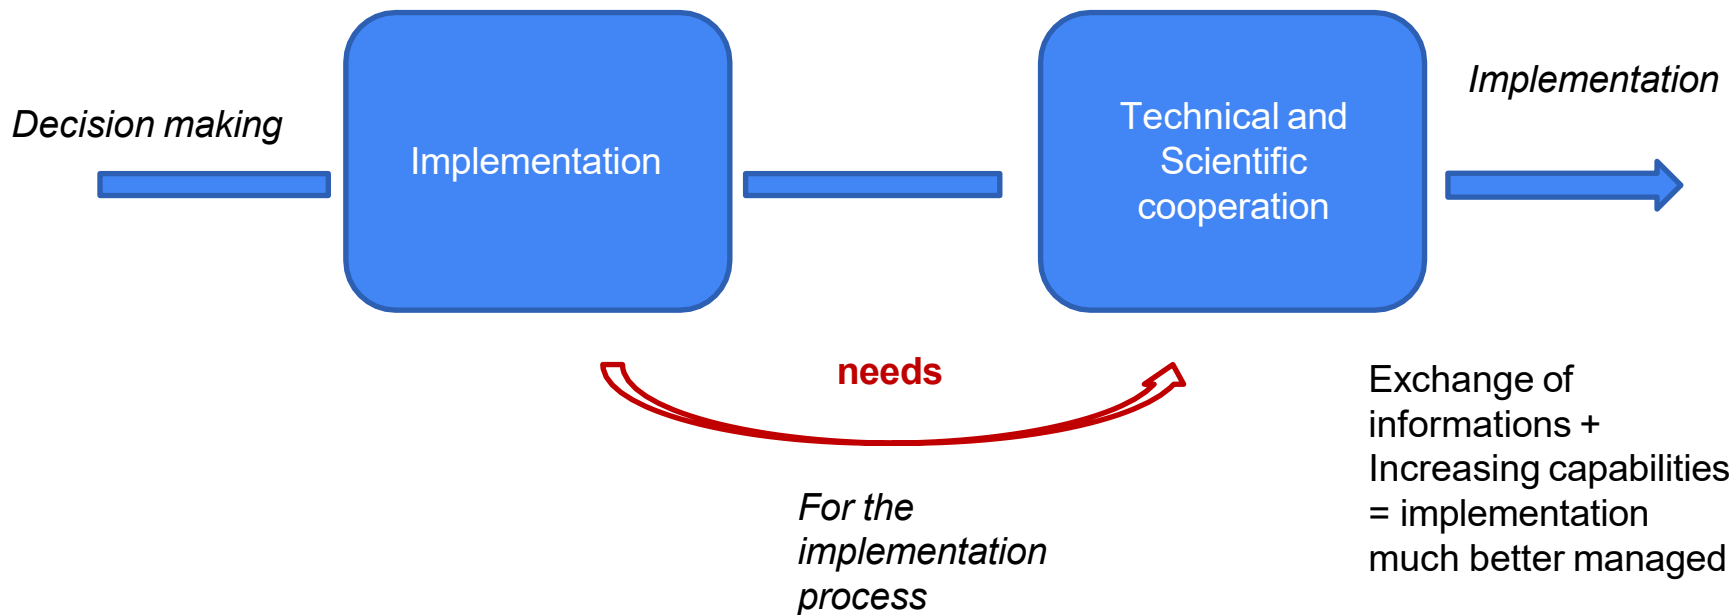 Decision making
Implementation
Technical and
Scientific
cooperation
Implementation
needs
For the
implementation
process
Exchange of
informations +
Increasing capabilities
= implementation
much better managed